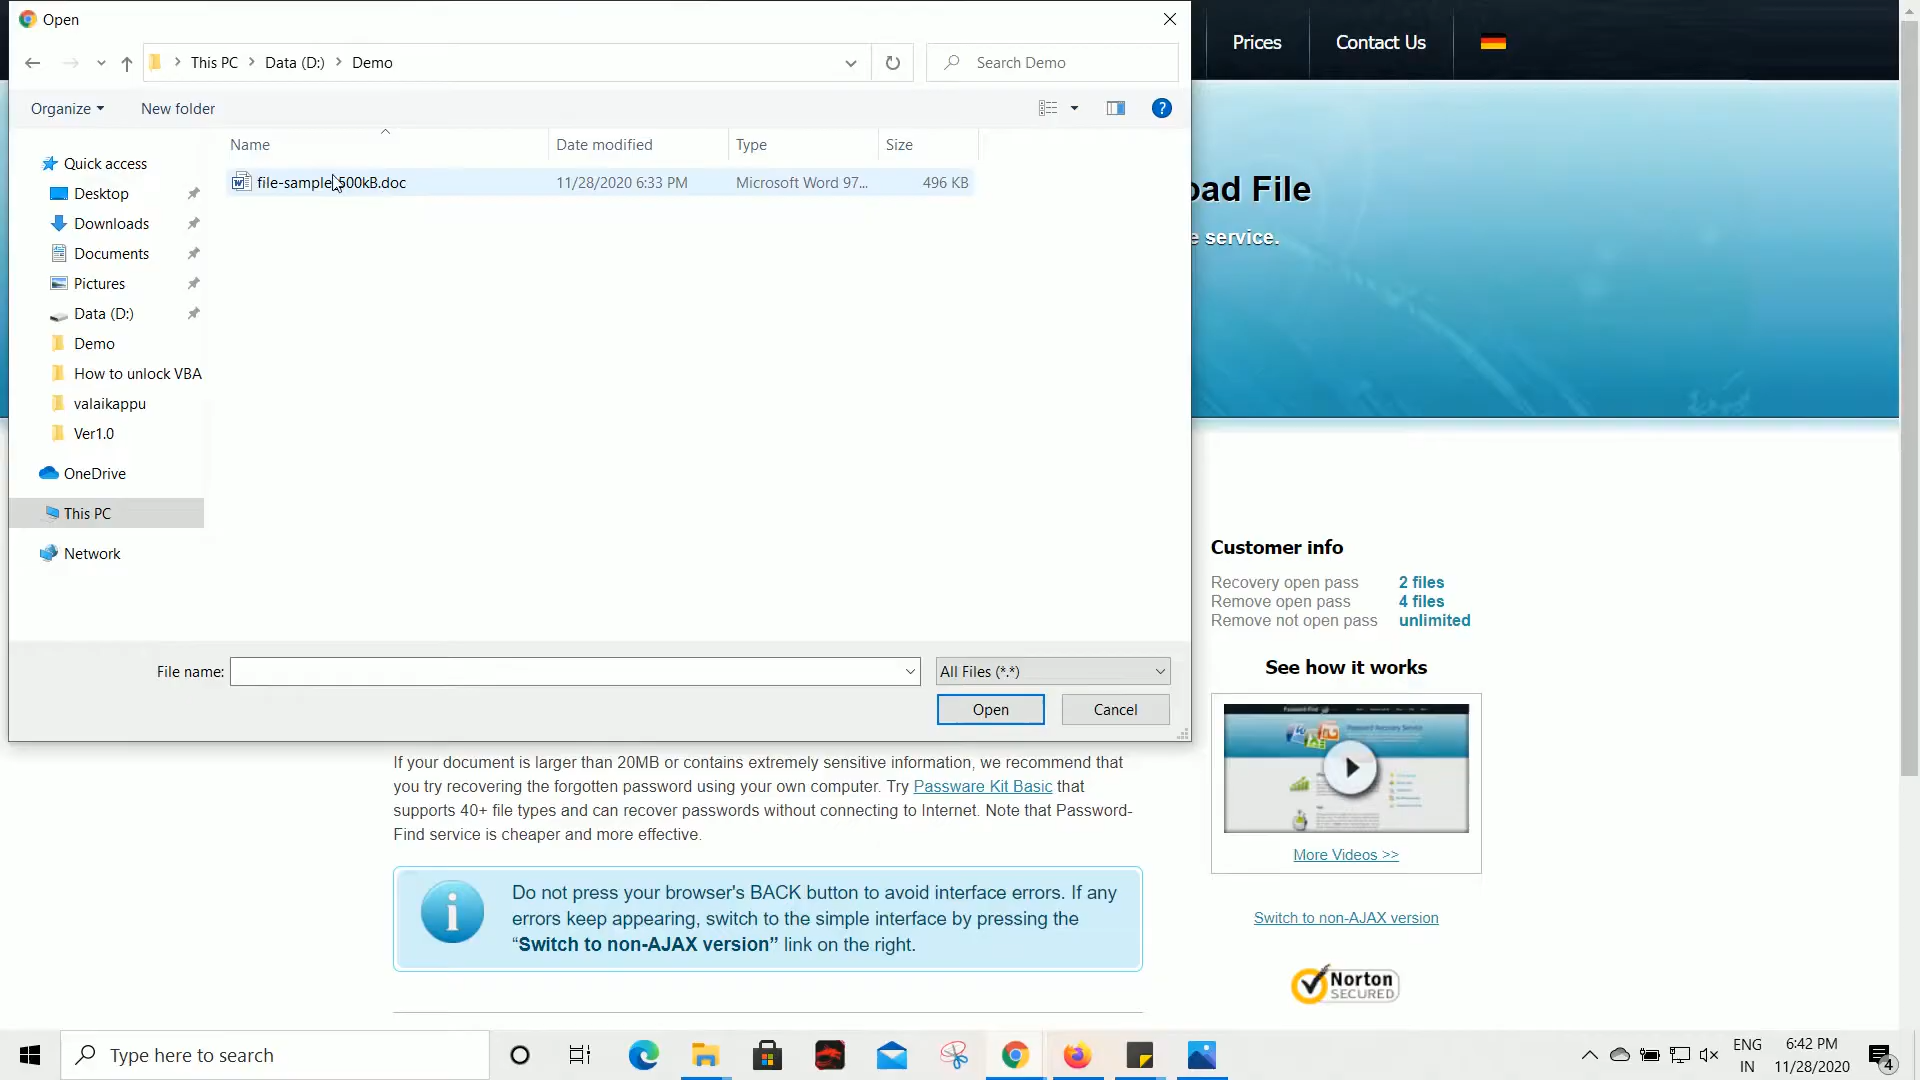 Open
This PC > Data (D:) > Demo
Search Demo
Organize
New folder
Name
Date modified
Type
Size
file-sample_500kB.doc
11/28/2020 6:33 PM
Microsoft Word 97...
496 KB
Quick access
Desktop
Downloads
Documents
Pictures
Data (D:)
Demo
How to unlock VBA
valaikappu
Ver1.0
OneDrive
This PC
Network
File name:
All Files (*.*)
Open
Cancel
Prices
Contact Us
oad File
e service.
Customer info
Recovery open pass 2 files
Remove open pass 4 files
Remove not open pass unlimited
See how it works
More Videos >>
Switch to non-AJAX version
Norton
SECURED
If your document is larger than 20MB or contains extremely sensitive information, we recommend that
you try recovering the forgotten password using your own computer. Try Passware Kit Basic that
supports 40+ file types and can recover passwords without connecting to Internet. Note that Password-
Find service is cheaper and more effective.
Do not press your browser's BACK button to avoid interface errors. If any
errors keep appearing, switch to the simple interface by pressing the
“Switch to non-AJAX version” link on the right.
Type here to search
ENG
IN
6:42 PM
11/28/2020
4